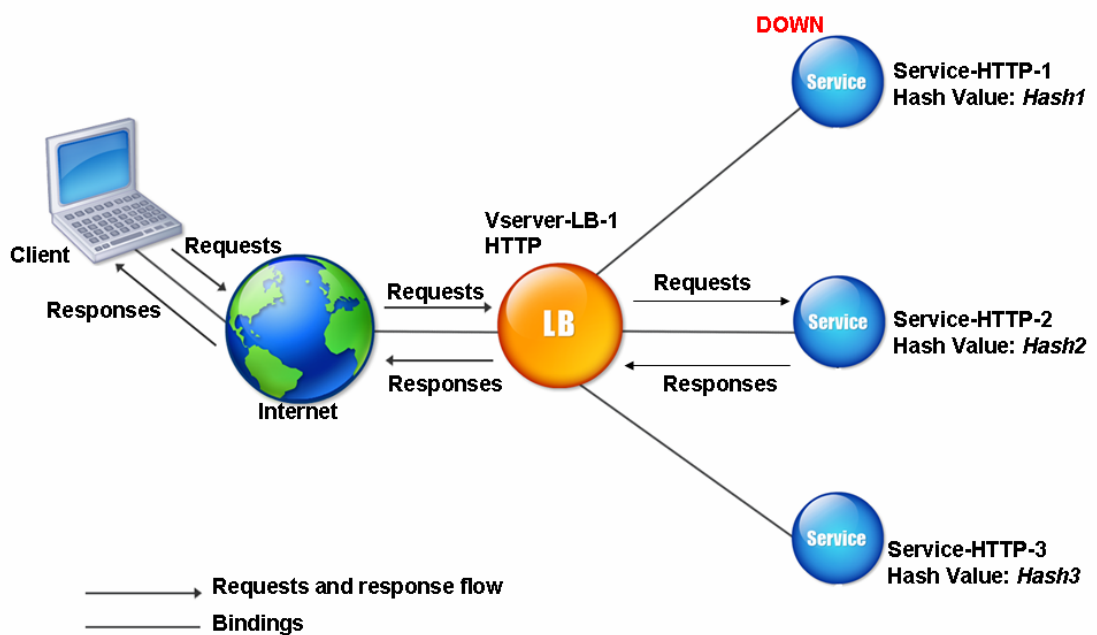 DOWN
Service
Service-HTTP-1
Hash Value: Hash1
Vserver-LB-1
HTTP
Client
Requests
Responses
Internet
Requests
Responses
LB
Requests
Responses
Service
Service-HTTP-2
Hash Value: Hash2
Service
Service-HTTP-3
Hash Value: Hash3
Requests and response flow
Bindings